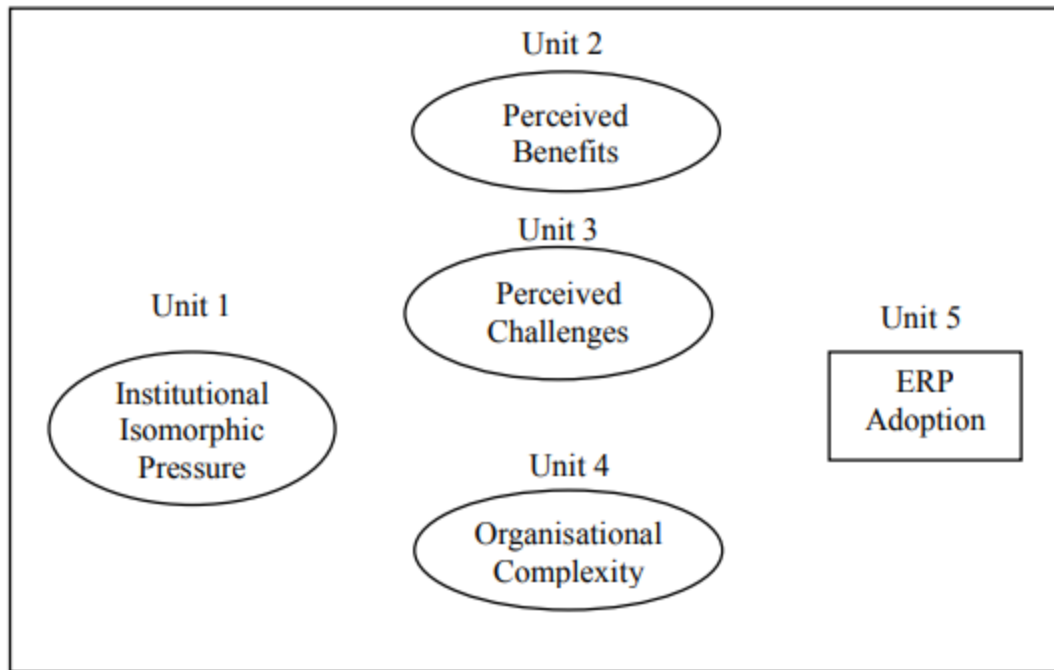 Unit 2
Perceived
Benefits
Unit 3
Perceived
Challenges
Unit 1
Institutional
Isomorphic
Pressure
Unit 5
ERP
Adoption
Unit 4
Organisational
Complexity